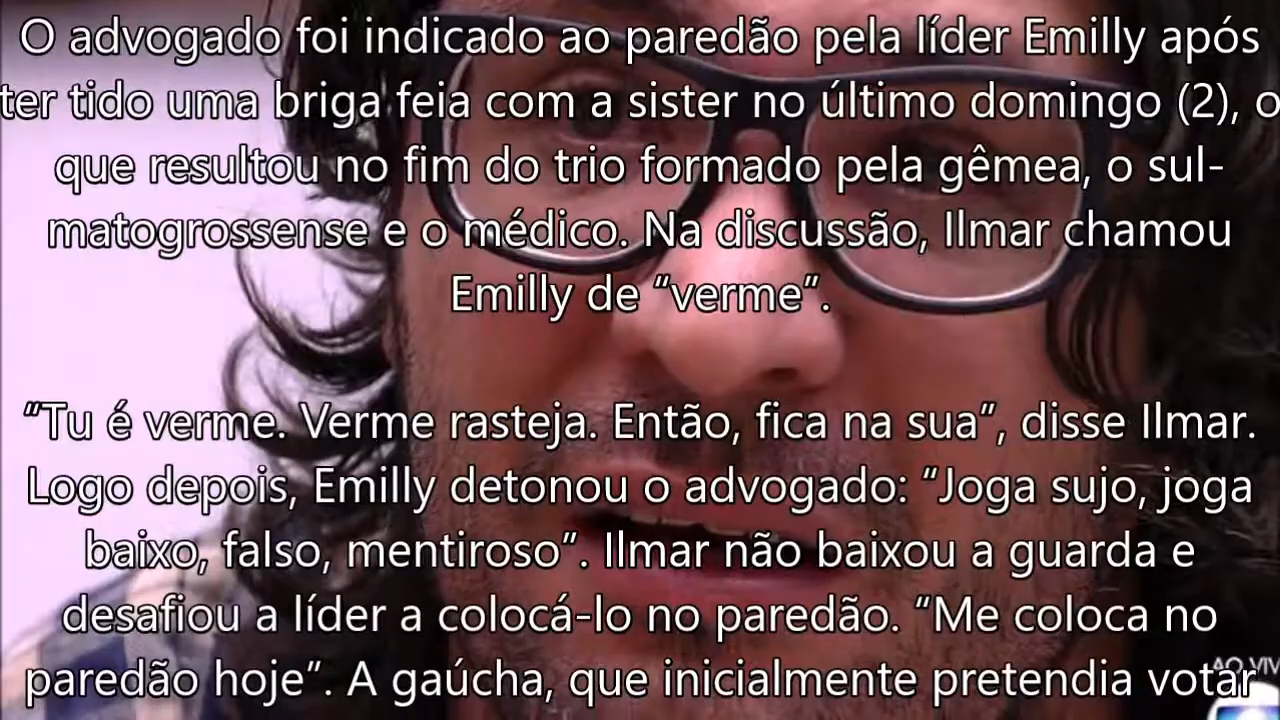 O advogado foi indicado ao paredão pela líder Emilly após
ter tido uma briga feia com a sister no último domingo (2), o
que resultou no fim do trio formado pela gêmea, o sul-
matogrossense e o médico. Na discussão, Ilmar chamou
Emilly de “verme”.
“Tu é verme. Verme rasteja. Então, fica na sua”, disse Ilmar.
Logo depois, Emilly detonou o advogado: “Joga sujo, joga
baixo, falso, mentiroso”. Ilmar não baixou a guarda e
desafiou a líder a colocá-lo no paredão. “Me coloca no
paredão hoje”. A gaúcha, que inicialmente pretendia votar